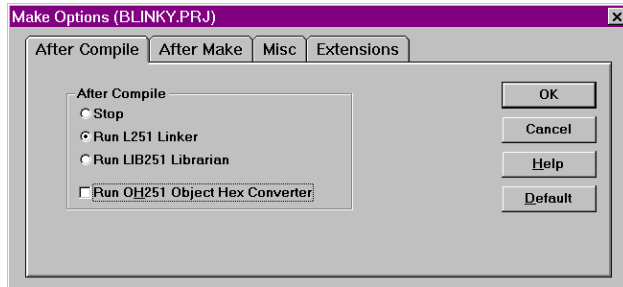 Make Options (BLINKY.PRJ)
After Compile After Make Misc Extensions
After Compile
Stop
Run L251 Linker
Run LIB251 Librarian
Run OH251 Object Hex Converter
OK
Cancel
Help
Default